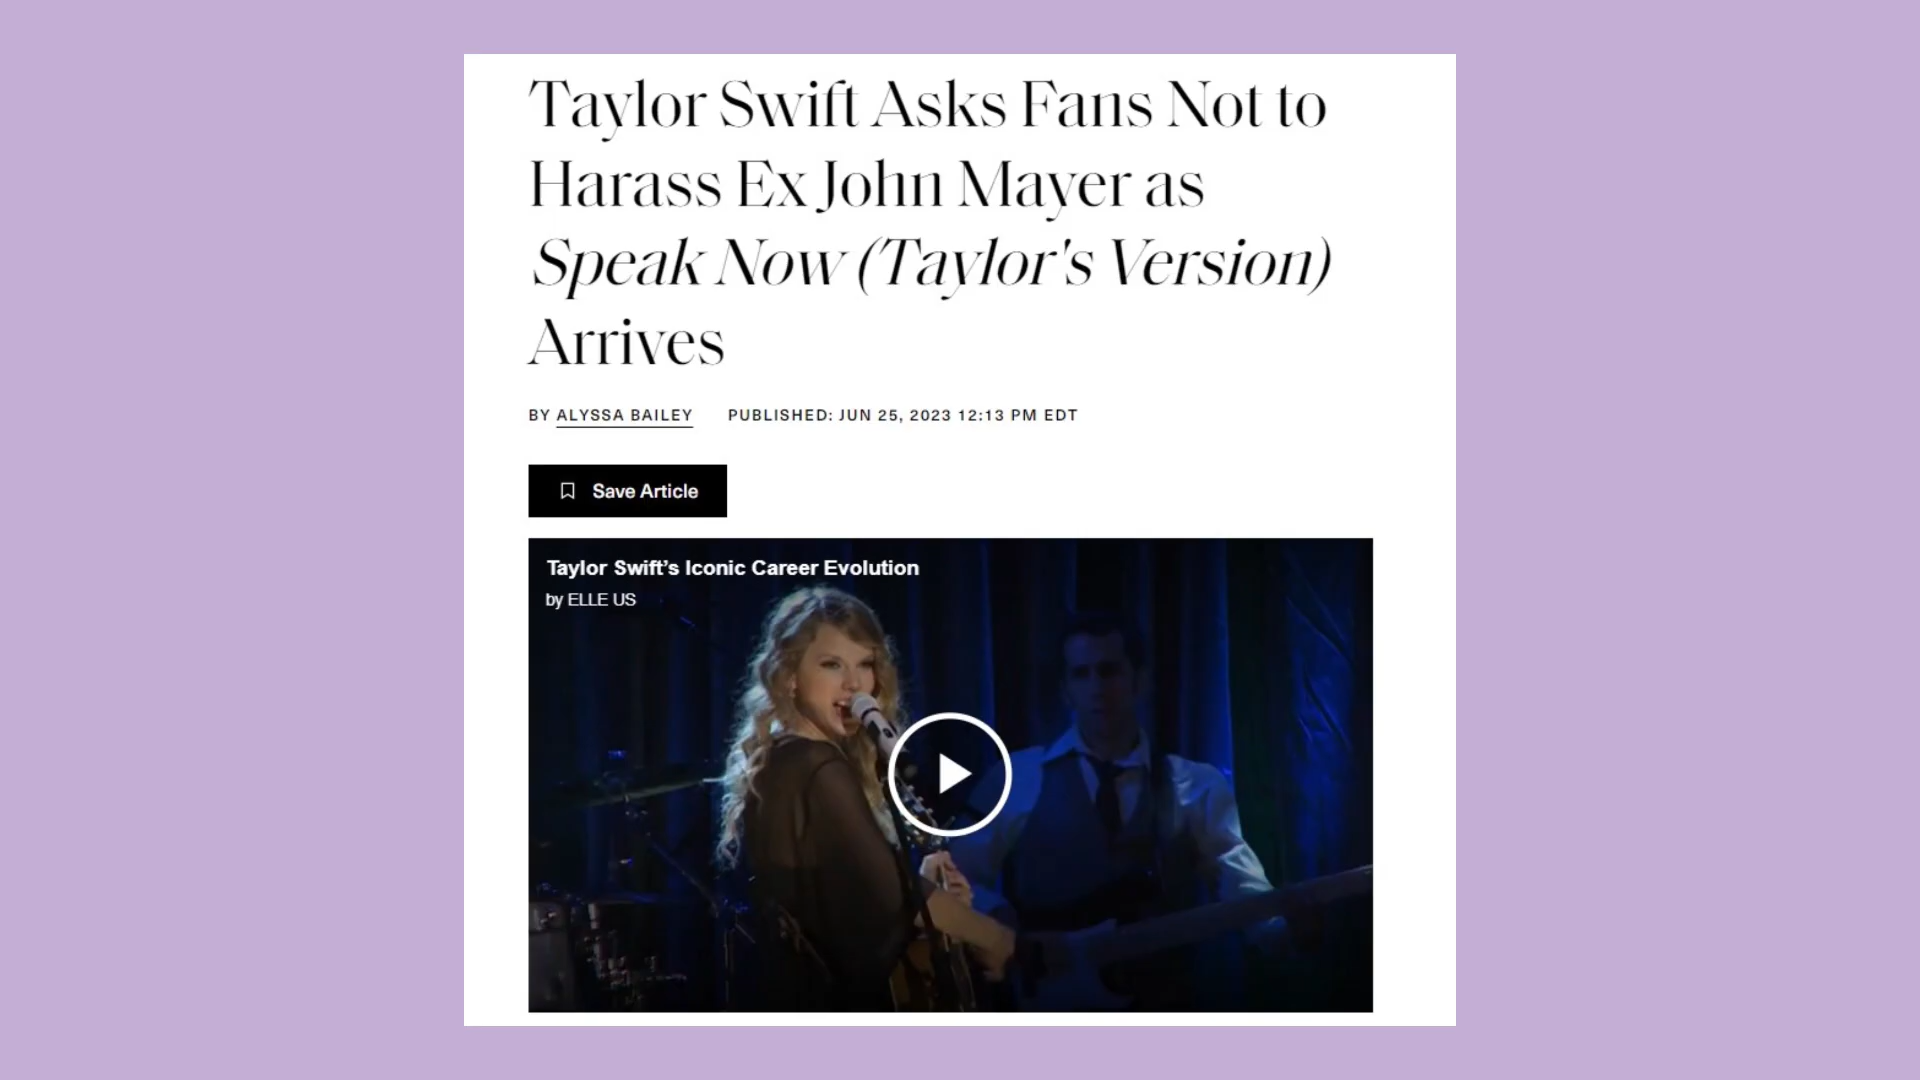 Taylor Swift Asks Fans Not to
Harass Ex John Mayer as
Speak Now (Taylor's Version)
Arrives
BY ALYSSA BAILEY PUBLISHED: JUN 25, 2023 12:13 PM EDT
Save Article
Taylor Swift’s Iconic Career Evolution
by ELLE US